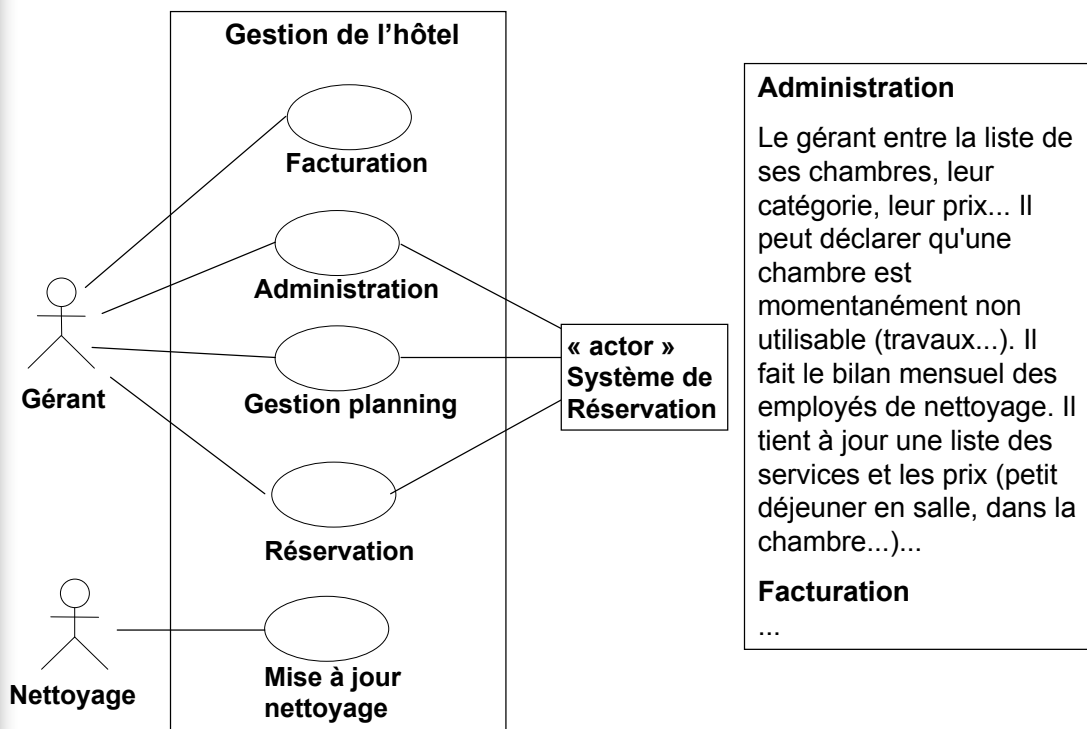 Gestion de l'hôtel
Facturation
Administration
Gestion planning
Réservation
Mise à jour
nettoyage
Gérant
Nettoyage
« actor »
Système de
Réservation
Administration
Le gérant entre la liste de
ses chambres, leur
catégorie, leur prix... Il
peut déclarer qu'une
chambre est
momentanément non
utilisable (travaux...). Il
fait le bilan mensuel des
employés de nettoyage. Il
tient à jour une liste des
services et les prix (petit
déjeuner en salle, dans la
chambre...)...
Facturation
...